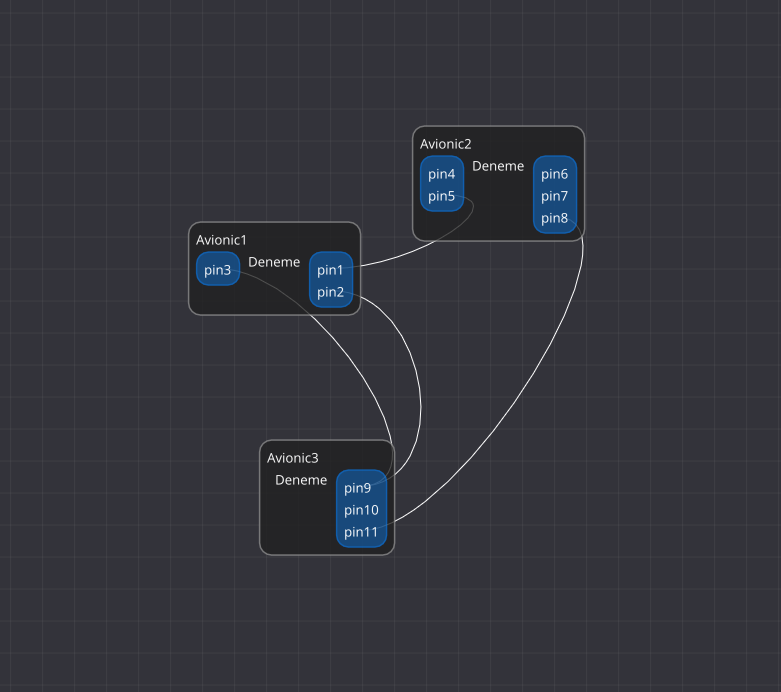 Avionic2
pin4
Deneme
pin6
pin5
pin7
pin8
Avionic1
pin3
Deneme
pin1
pin2
Avionic3
Deneme
pin9
pin10
pin11